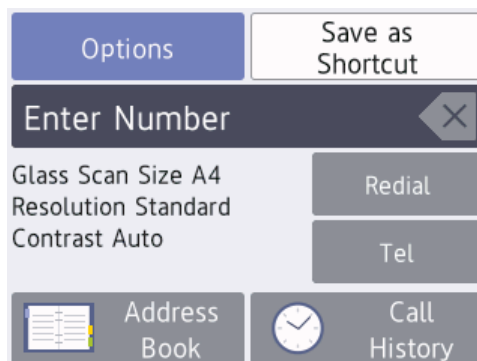 Options
Save as
Shortcut
Enter Number
Glass Scan Size A4
Resolution Standard
Contrast Auto
Redial
Tel
Address
Book
Call
History